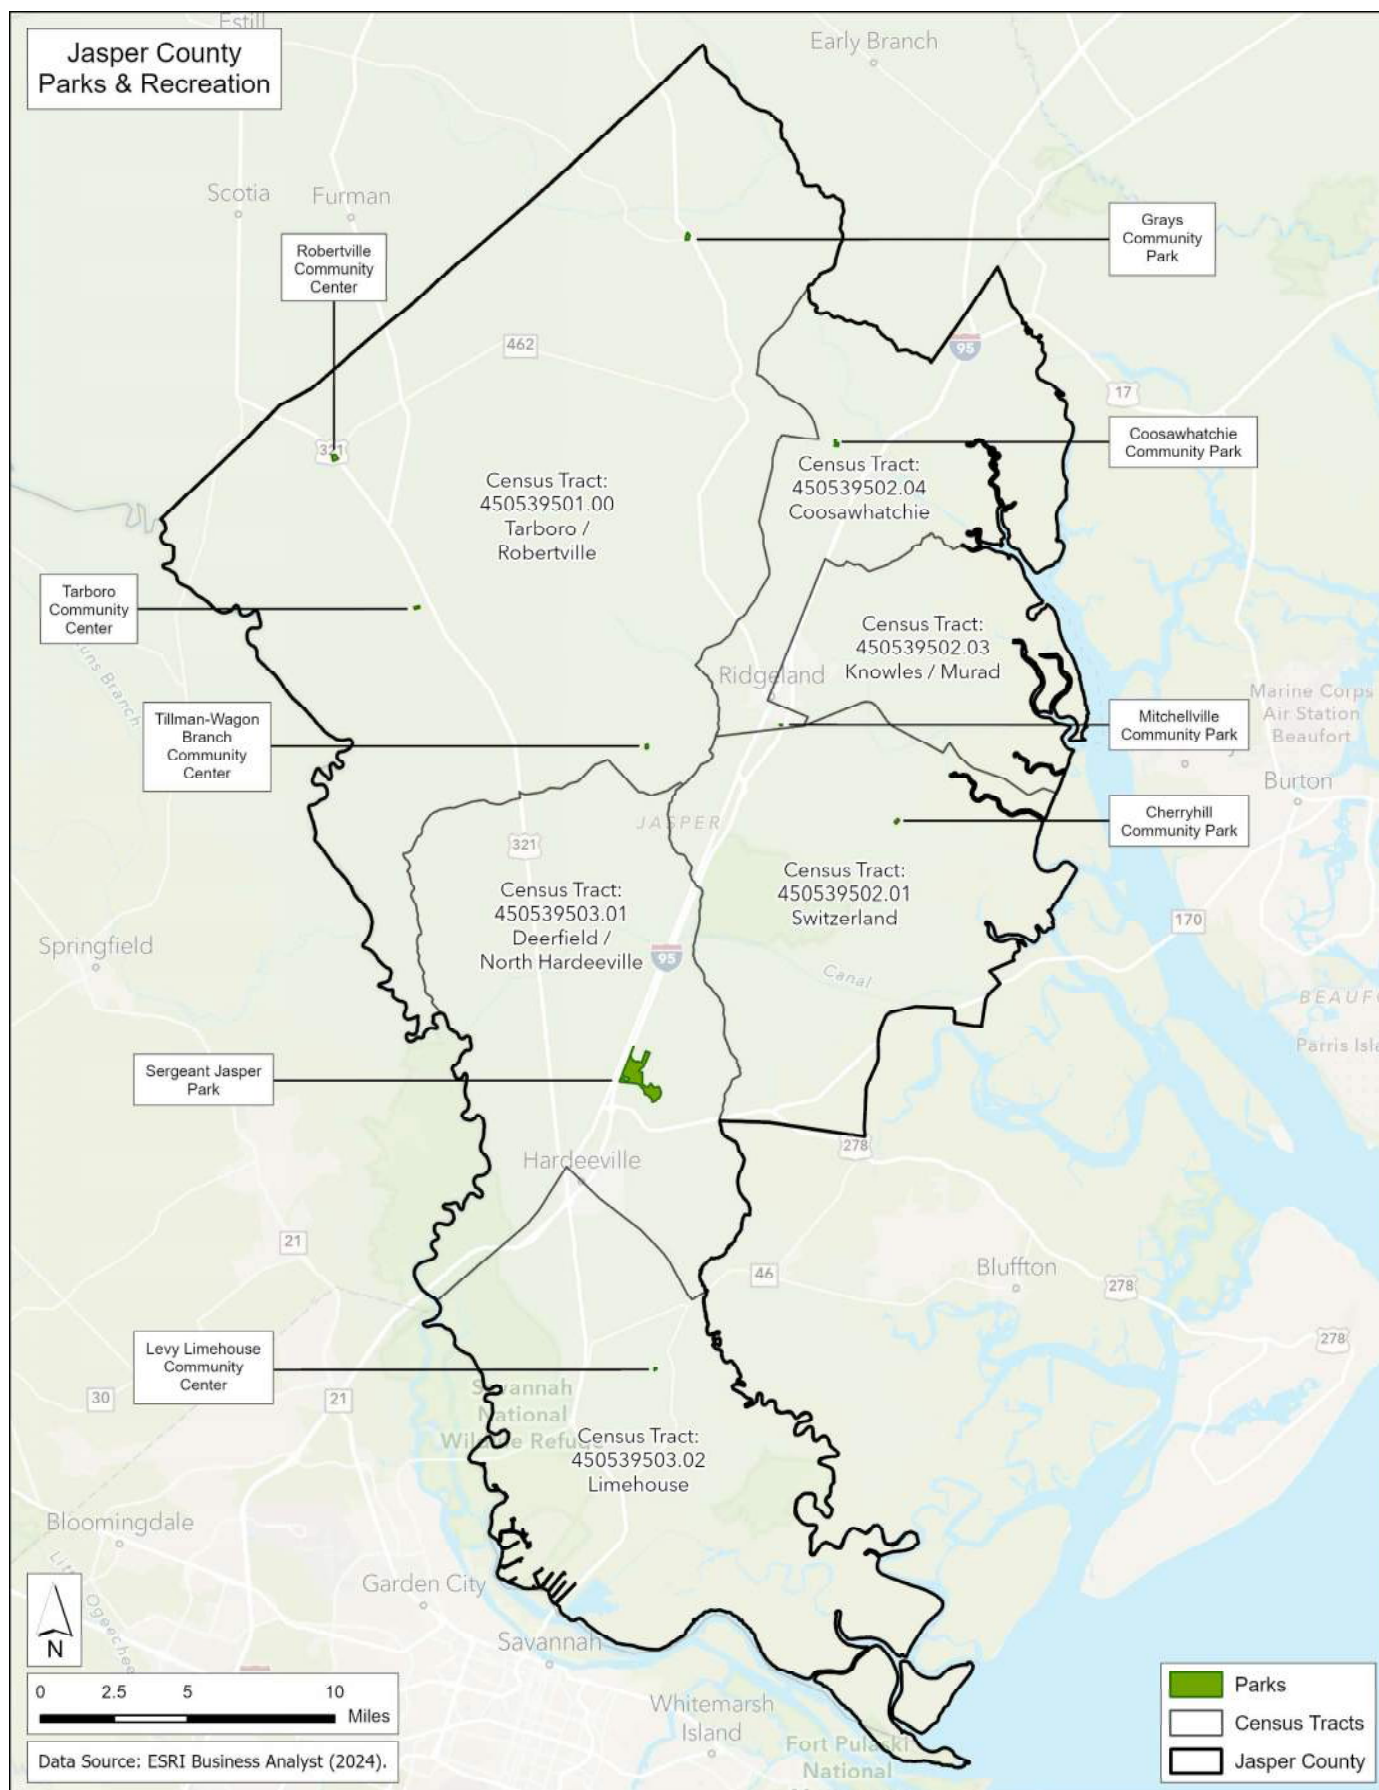 Jasper County
Parks & Recreation
Estill
Early Branch
Scotia
Furman
Grays
Community
Park
Robertville
Community
Center
462
95
17
321
Coosawhatchie
Community Park
Census Tract:
450539502.04
Coosawhatchie
Census Tract:
450539501.00
Tarboro /
Robertville
Tarboro
Community
Center
Census Tract:
450539502.03
Knowles / Murad
Ridgeland
Marine Corps
Air Station
Beaufort
Tillman-Wagon
Branch
Community
Center
Mitchellville
Community Park
Burton
JASPER
Cherryhill
Community Park
321
Census Tract:
450539502.01
Switzerland
Census Tract:
450539503.01
Deerfield /
North Hardeeville
95
170
Springfield
Canal
Sergeant Jasper
Park
278
Hardeeville
21
46
Bluffton
278
278
Levy Limehouse
Community
Center
30
21
Savannah
National
Wildlife Refuge
Census Tract:
450539503.02
Limehouse
Bloomingdale
Garden City
Savannah
N
Whitemarsh
Island
Fort Pulaski
National
0 2.5 5 10
Miles
Data Source: ESRI Business Analyst (2024).
Parks
Census Tracts
Jasper County